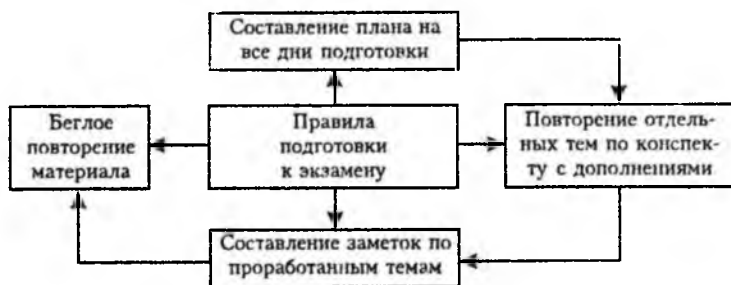 Составление плана на
все дни подготовки
Беглое
повторение
материала
Правила
подготовки
к экзамену
Повторение отдель-
ных тем по конспек-
ту с дополнениями
Составление заметок по
проработанным темам